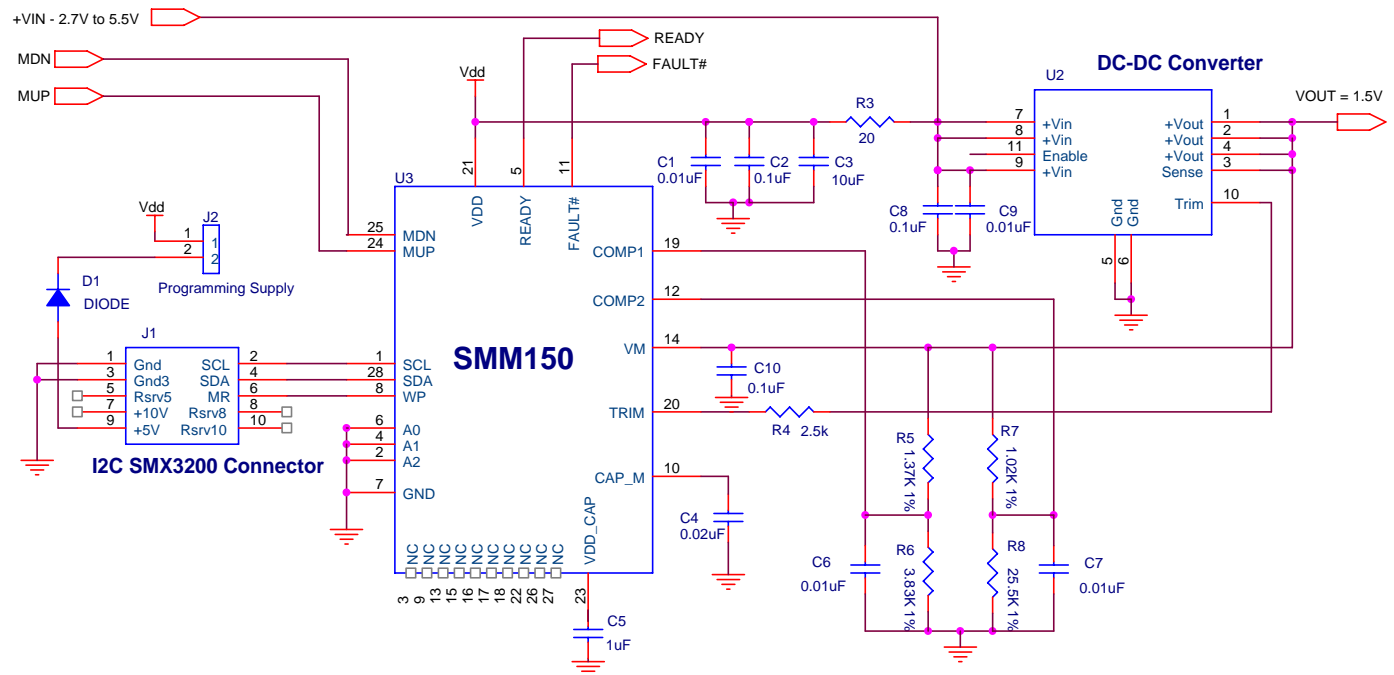 +VIN - 2.7V to 5.5V
MDN
MUP
READY
FAULT#
Vdd
DC-DC Converter
U2
VOUT = 1.5V
7 +Vin
8 +Vin
11 Enable
9 +Vin
+Vout 1
+Vout 2
+Vout 4
Sense 3
Trim 10
Gnd 5
Gnd 6
R3
20
C1
0.01uF
C2
0.1uF
C3
10uF
C8
0.1uF
C9
0.01uF
U3
21 VDD
5 READY
11 FAULT#
25 MDN
24 MUP
SMM150
COMP1 19
COMP2 12
VM 14
TRIM 20
CAP_M 10
1 SCL
28 SDA
8 WP
6 A0
4 A1
2 A2
7 GND
NC NC NC NC NC NC NC NC NC NC
3 9 13 15 16 17 18 22 26 27
VDD_CAP
23
C5
1uF
C10
0.1uF
R4 2.5k
C4
0.02uF
R5
1.37K 1%
R7
1.02K 1%
R6
3.83K 1%
R8
25.5K 1%
C6
0.01uF
C7
0.01uF
Vdd
J2
1 1
2 2
Programming Supply
D1
DIODE
J1
1 Gnd SCL 2
3 Gnd3 SDA 4
5 Rsrv5 MR 6
7 +10V Rsrv8 8
9 +5V Rsrv10 10
I2C SMX3200 Connector